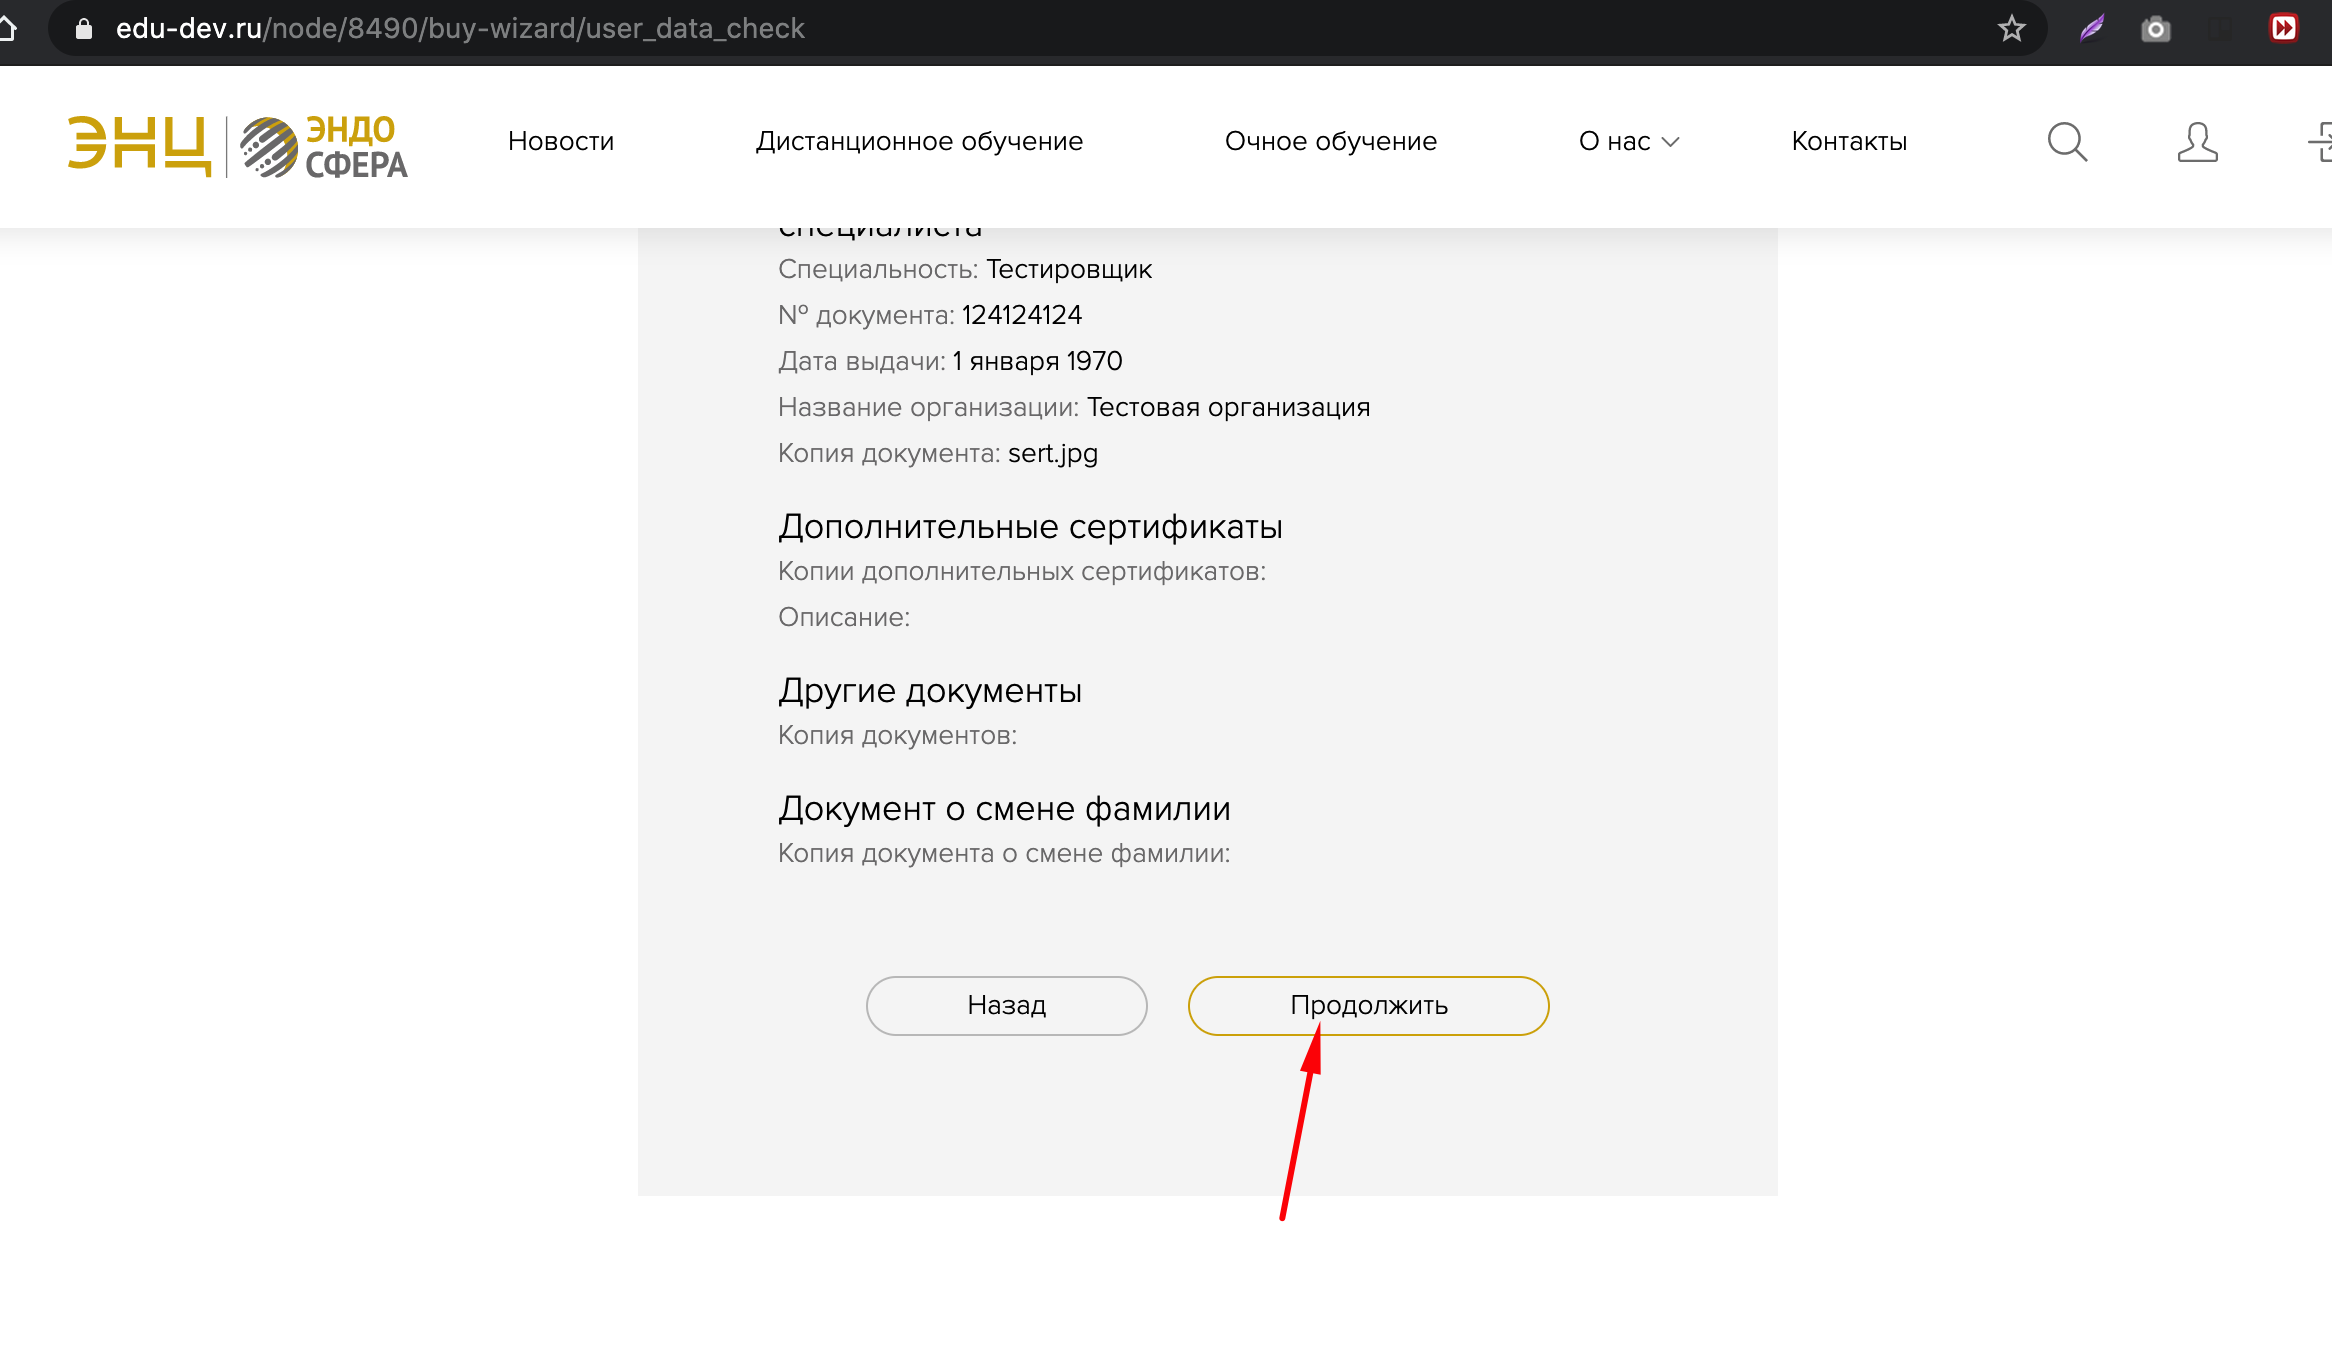 edu-dev.ru/node/8490/buy-wizard/user_data_check
ЭНЦ ЭНДО СФЕРА
Новости
Дистанционное обучение
Очное обучение
О нас
Контакты
специалиста
Специальность: Тестировщик
№ документа: 124124124
Дата выдачи: 1 января 1970
Название организации: Тестовая организация
Копия документа: sert.jpg
Дополнительные сертификаты
Копии дополнительных сертификатов:
Описание:
Другие документы
Копия документов:
Документ о смене фамилии
Копия документа о смене фамилии:
Назад
Продолжить